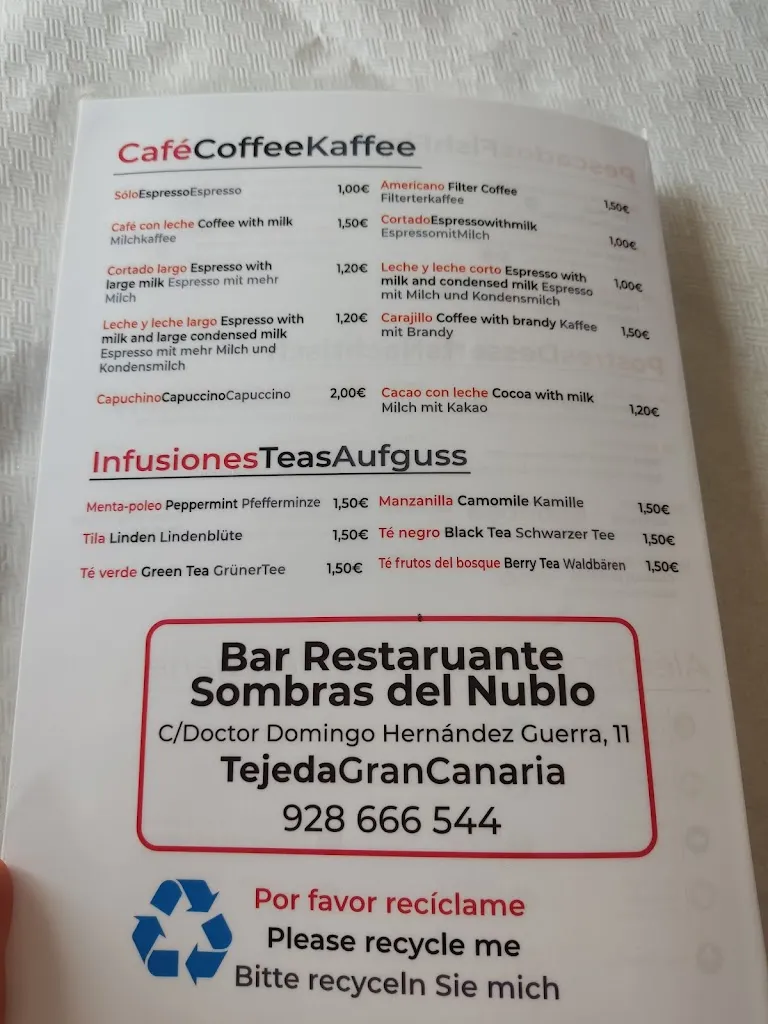 CaféCoffeeKaffee
SóloEspressoEspresso 1,00€
Café con leche Coffee with milk 1,50€
Milchkaffee
Cortado largo Espresso with 1,20€
large milk Espresso mit mehr
Milch
Leche y leche largo Espresso with 1,20€
milk and large condensed milk
Espresso mit mehr Milch und
Kondensmilch
CapuchinoCapuccinoCapuccino 2,00€
Americano Filter Coffee
Filterterkaffee 1,50€
CortadoEspressowithmilk
EspressomitMilch 1,00€
Leche y leche corto Espresso with
milk and condensed milk Espresso 1,00€
mit Milch und Kondensmilch
Carajillo Coffee with brandy Kaffee
mit Brandy 1,50€
Cacao con leche Cocoa with milk
Milch mit Kakao 1,20€
InfusionesTeasAufguss
Menta-poleo Peppermint Pfefferminze 1,50€
Tila Linden Lindenblüte 1,50€
Té verde Green Tea GrünerTee 1,50€
Manzanilla Camomile Kamille 1,50€
Té negro Black Tea Schwarzer Tee 1,50€
Té frutos del bosque Berry Tea Waldbären 1,50€
Bar Restaruante
Sombras del Nublo
C/Doctor Domingo Hernández Guerra, 11
TejedaGranCanaria
928 666 544
Por favor recíclame
Please recycle me
Bitte recyceln Sie mich